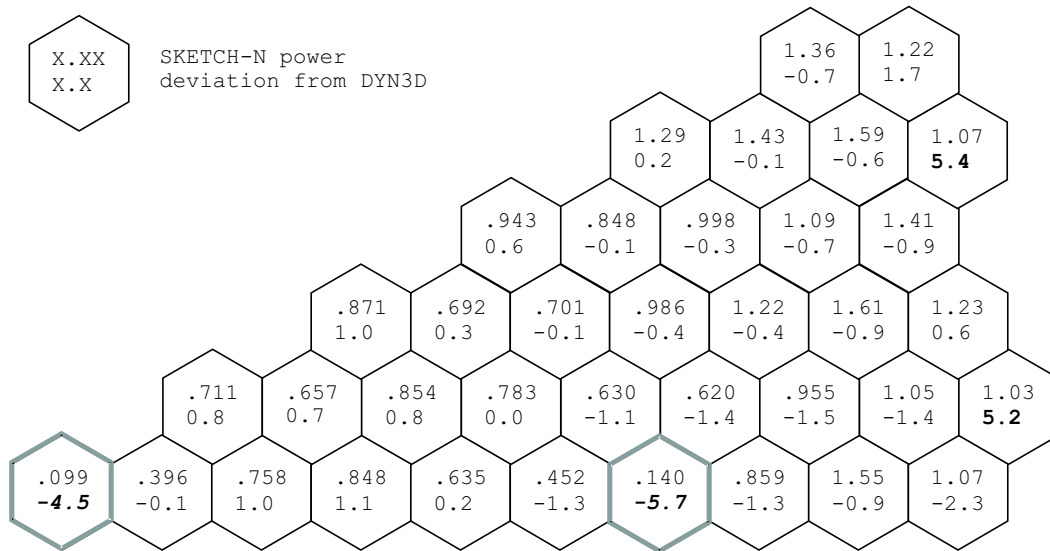 X.XX SKETCH-N power
X.X deviation from DYN3D
1.36 1.22
-0.7 1.7
1.29 1.43 1.59 1.07
0.2 -0.1 -0.6 5.4
.943 .848 .998 1.09 1.41
0.6 -0.1 -0.3 -0.7 -0.9
.871 .692 .701 .986 1.22 1.61 1.23
1.0 0.3 -0.1 -0.4 -0.4 -0.9 0.6
.711 .657 .854 .783 .630 .620 .955 1.05 1.03
0.8 0.7 0.8 0.0 -1.1 -1.4 -1.5 -1.4 5.2
.099 .396 .758 .848 .635 .452 .140 .859 1.55 1.07
-4.5 -0.1 1.0 1.1 0.2 -1.3 -5.7 -1.3 -0.9 -2.3